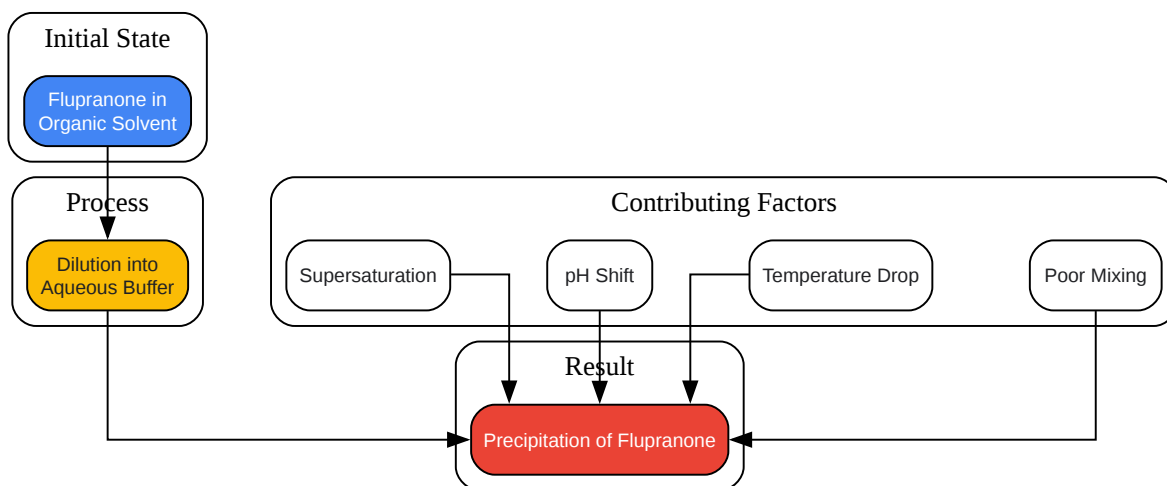 Initial State
Flupranone in
Organic Solvent
Process
Dilution into
Aqueous Buffer
Contributing Factors
Supersaturation
pH Shift
Temperature Drop
Poor Mixing
Result
Precipitation of Flupranone